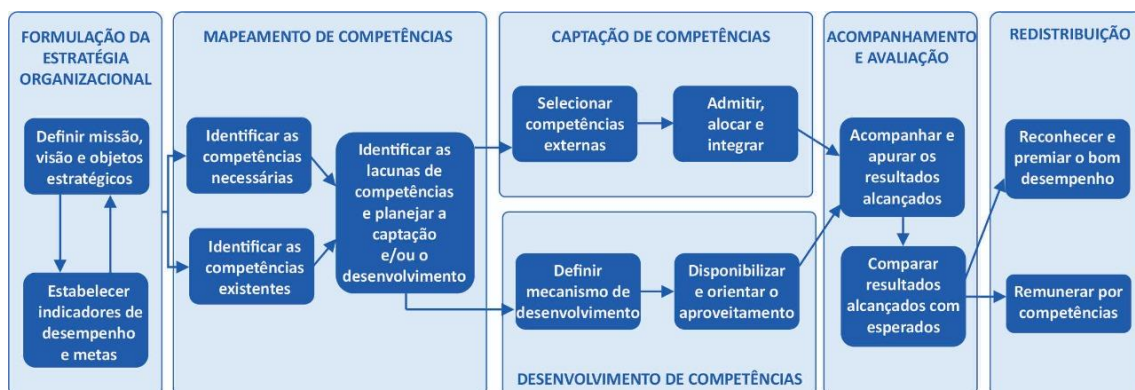 FORMULAÇÃO DA
ESTRATÉGIA
ORGANIZACIONAL
Definir missão,
visão e objetos
estratégicos
Estabelecer
indicadores de
desempenho
e metas
MAPEAMENTO DE COMPETÊNCIAS
Identificar as
competências
necessárias
Identificar as
competências
existentes
Identificar as
lacunas de
competências
e planejar a
captação
e/ou o
desenvolvimento
CAPTAÇÃO DE COMPETÊNCIAS
Selecionar
competências
externas
Admitir,
alocar e
integrar
Definir
mecanismo de
desenvolvimento
Disponibilizar
e orientar o
aproveitamento
DESENVOLVIMENTO DE COMPETÊNCIAS
ACOMPANHAMENTO
E AVALIAÇÃO
Acompanhar e
apurar os
resultados
alcançados
Comparar
resultados
alcançados com
esperados
REDISTRIBUIÇÃO
Reconhecer e
premiar o bom
desempenho
Remunerar por
competências